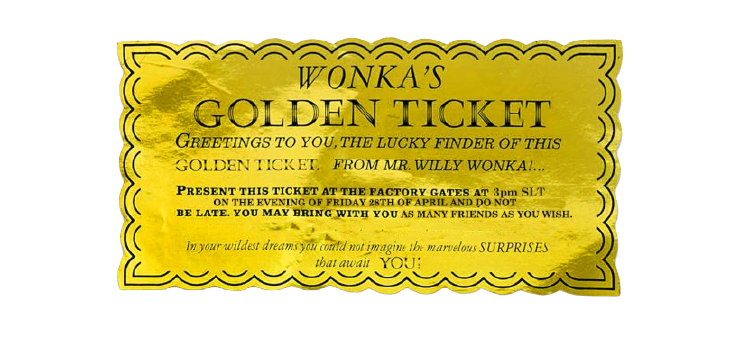 WONKA'S
GOLDEN TICKET
GREETINGS TO YOU, THE LUCKY FINDER OF THIS
GOLDEN TICKET FROM MR. WILLY WONKA!...
PRESENT THIS TICKET AT THE FACTORY GATES AT 3pm SLT
ON THE EVENING OF FRIDAY 28TH OF APRIL AND DO NOT
BE LATE. YOU MAY BRING WITH YOU AS MANY FRIENDS AS YOU WISH.
In your wildest dreams you could not imagine the marvelous SURPRISES
that await YOU!